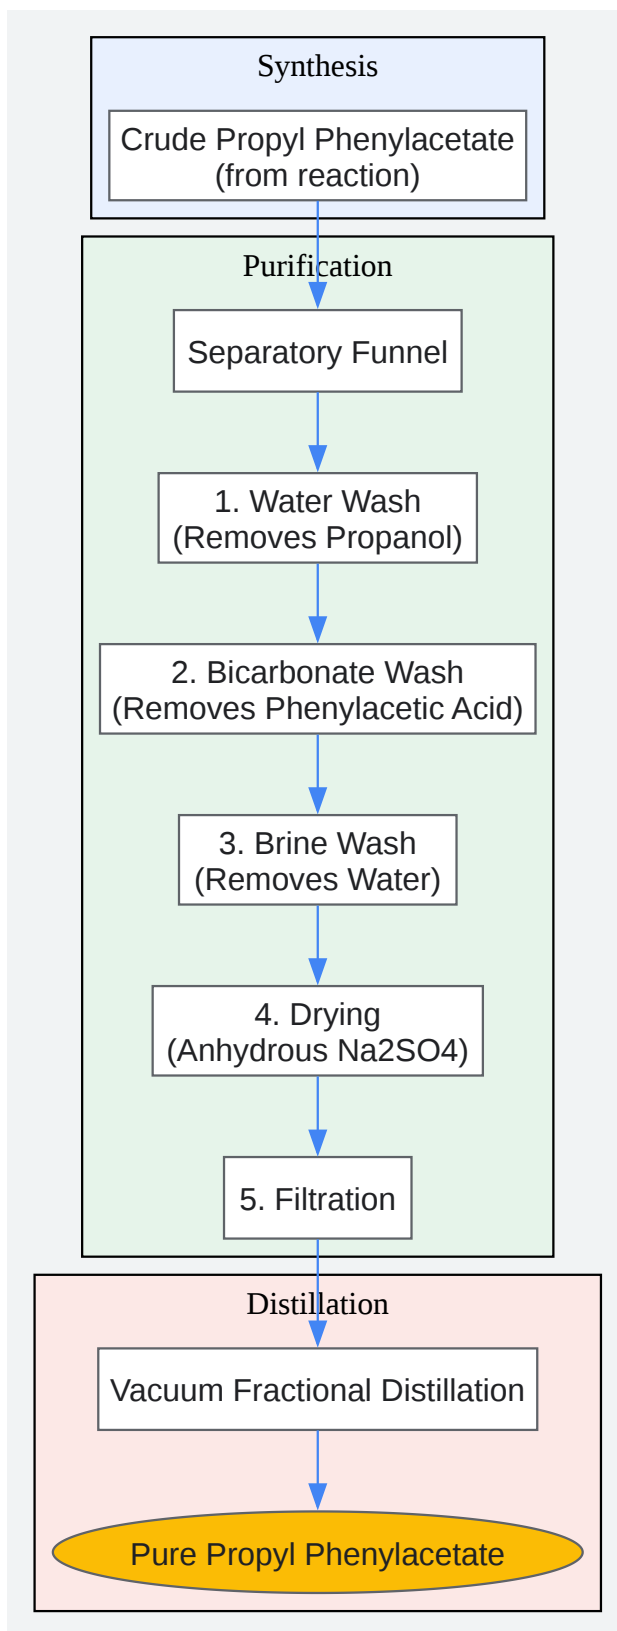 Synthesis
Crude Propyl Phenylacetate
(from reaction)
Purification
Separatory Funnel
1. Water Wash
(Removes Propanol)
2. Bicarbonate Wash
(Removes Phenylacetic Acid)
3. Brine Wash
(Removes Water)
4. Drying
(Anhydrous Na2SO4)
5. Filtration
Distillation
Vacuum Fractional Distillation
Pure Propyl Phenylacetate